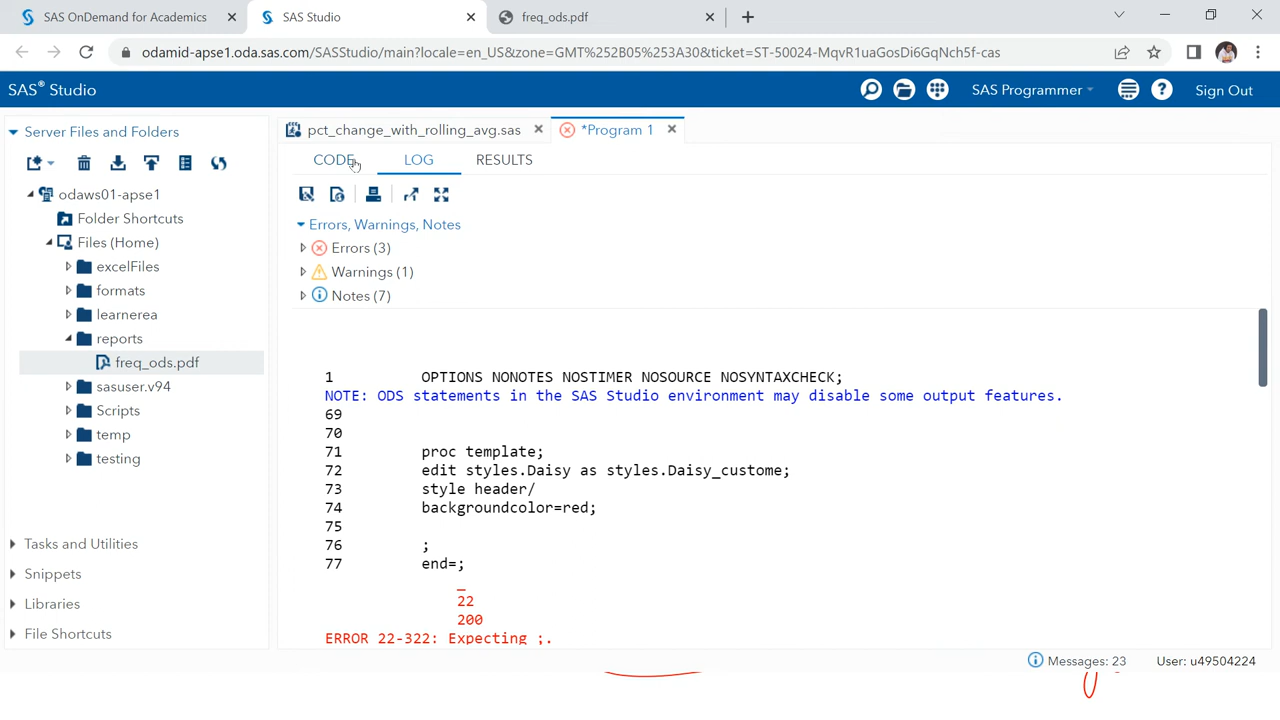 SAS OnDemand for Academics
SAS Studio
freq_ods.pdf
odamid-apse1.oda.sas.com/SASStudio/main?locale=en_US&zone=GMT%252B05%253A30&ticket=ST-50024-MqvR1uaGosDi6GqNch5f-cas
SAS® Studio
SAS Programmer
Sign Out
Server Files and Folders
odaws01-apse1
Folder Shortcuts
Files (Home)
excelFiles
formats
learnerea
reports
freq_ods.pdf
sasuser.v94
Scripts
temp
testing
Tasks and Utilities
Snippets
Libraries
File Shortcuts
pct_change_with_rolling_avg.sas
*Program 1
CODE
LOG
RESULTS
Errors, Warnings, Notes
Errors (3)
Warnings (1)
Notes (7)
1 OPTIONS NONOTES NOSTIMER NOSOURCE NOSYNTAXCHECK;
NOTE: ODS statements in the SAS Studio environment may disable some output features.
69
70
71 proc template;
72 edit styles.Daisy as styles.Daisy_custome;
73 style header/
74 backgroundcolor=red;
75
76 ;
77 end=;
_
22
200
ERROR 22-322: Expecting ;.
Messages: 23
User: u49504224